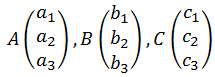 A(a₁ a₂ a₃), B(b₁ b₂ b₃), C(c₁ c₂ c₃)